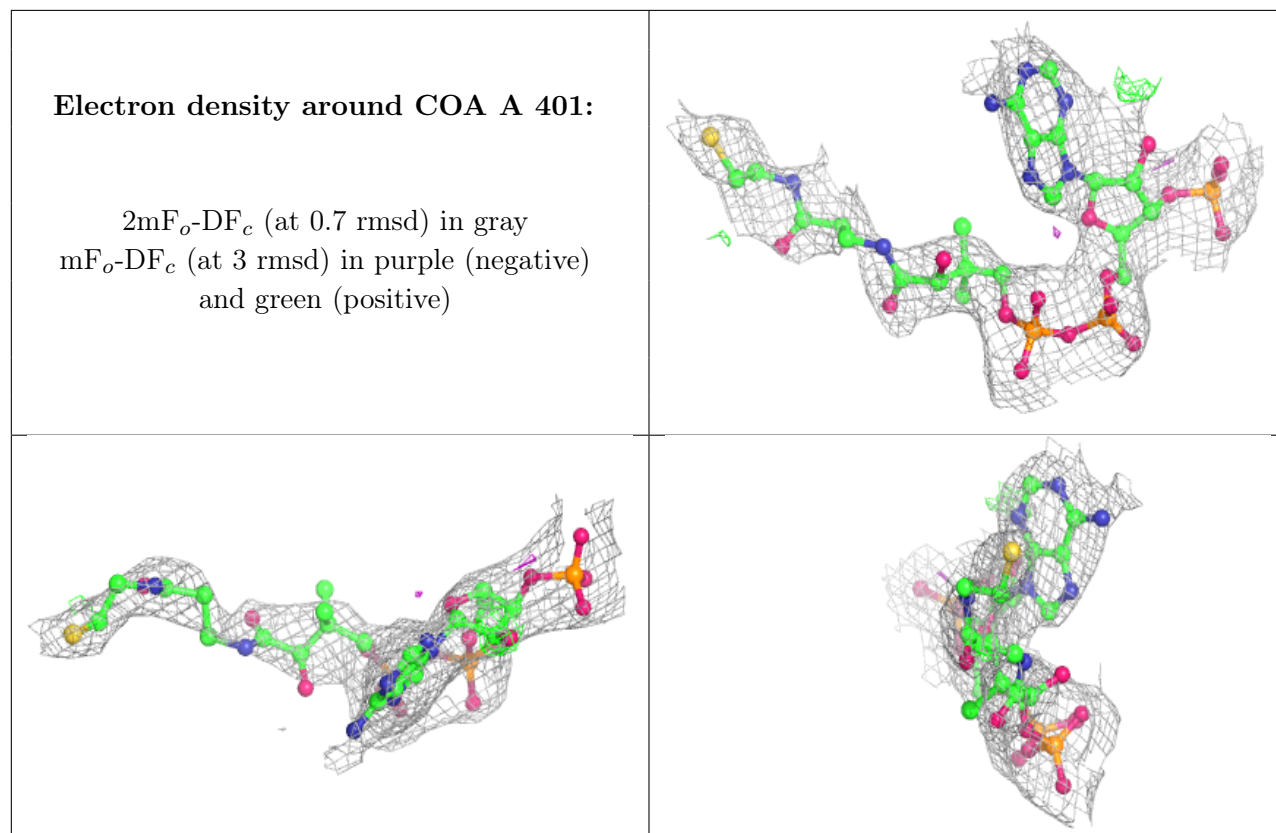 Electron density around COA A 401:
2mFo-DFc (at 0.7 rmsd) in gray
mFo-DFc (at 3 rmsd) in purple (negative)
and green (positive)